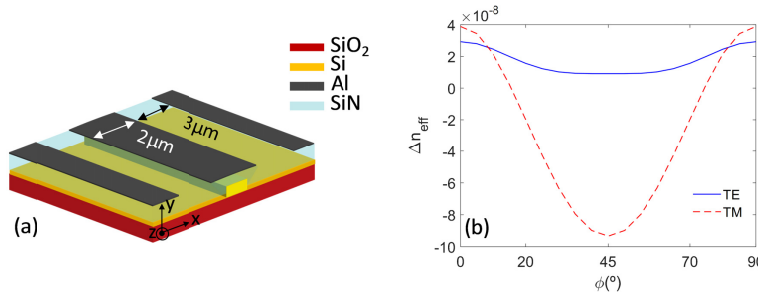 SiO₂
Si
Al
SiN
3μm
2μm
y
x
z
(a)
×10⁻³
4
2
0
-2
-4
-6
-8
-10
Δn_eff
0
20
45
70
90
ϕ(º)
TE
TM
(b)